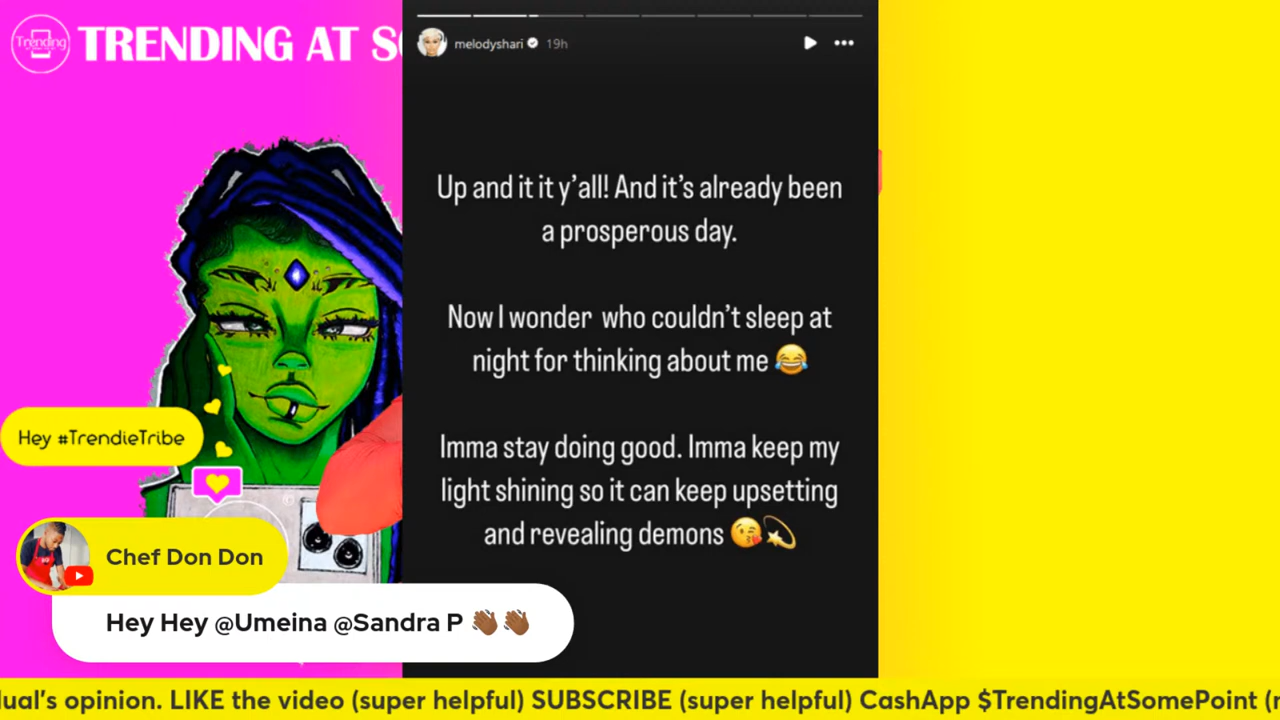 Trending
TRENDING AT S
melodyshari 19h
Up and it it y'all! And it's already been
a prosperous day.
Now I wonder who couldn't sleep at
night for thinking about me 😂
Imma stay doing good. Imma keep my
light shining so it can keep upsetting
and revealing demons 😘💫
Hey #TrendieTribe
Chef Don Don
Hey Hey @Umeina @Sandra P 👋🏾👋🏾
dual's opinion. LIKE the video (super helpful) SUBSCRIBE (super helpful) CashApp $TrendingAtSomePoint (